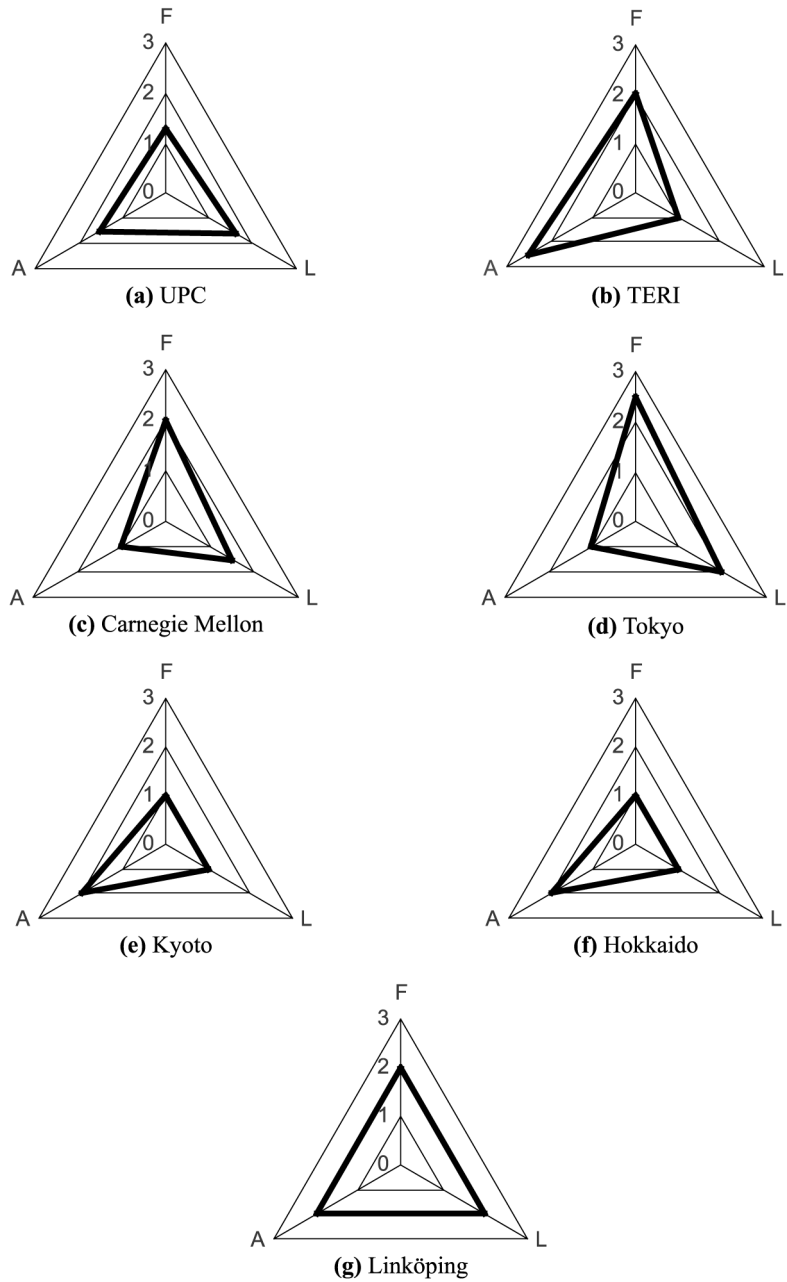 F
3
2
1
0
A L
(a) UPC
F
3
2
1
0
A L
(b) TERI
F
3
2
1
0
A L
(c) Carnegie Mellon
F
3
2
1
0
A L
(d) Tokyo
F
3
2
1
0
A L
(e) Kyoto
F
3
2
1
0
A L
(f) Hokkaido
F
3
2
1
0
A L
(g) Linköping